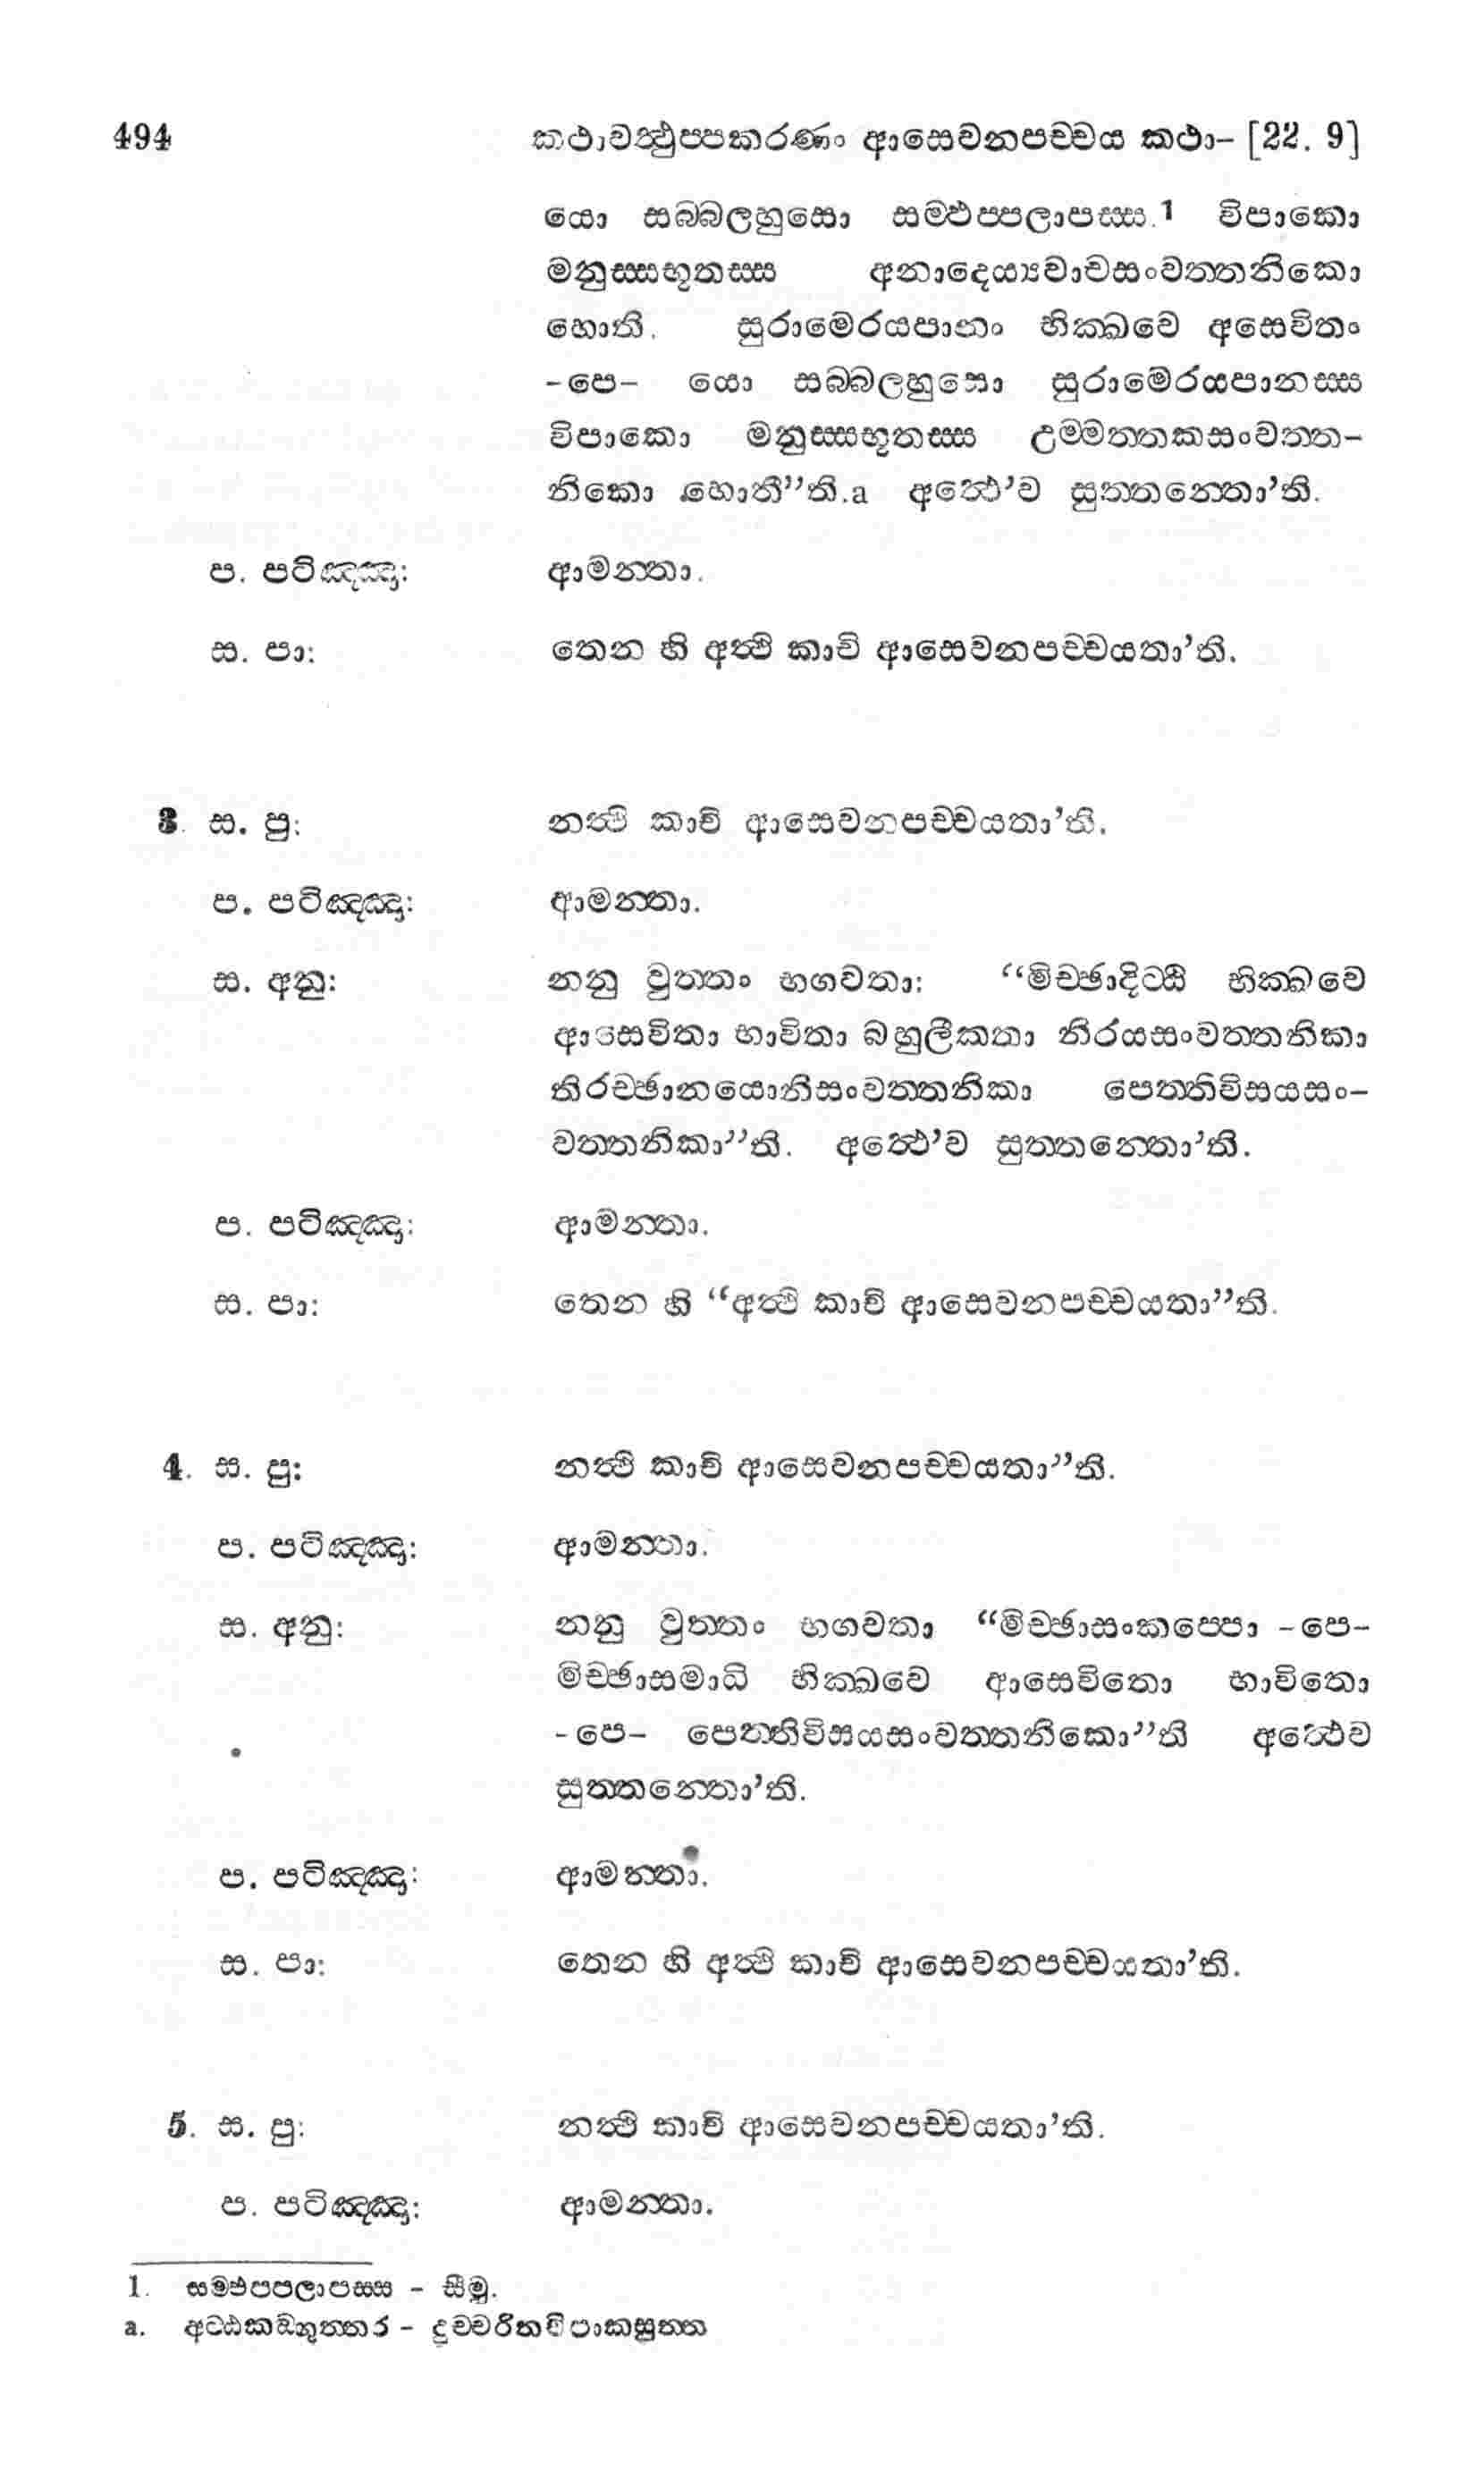 494 කථාවත්ථුප්පකරණං ආසෙවනපච්චය කථා– [22. 9]
යො සබ්බලහුසො සම්ඵප්පලාපස්ස.1 විපාකො
මනුස්සභූතස්ස අනාදෙය්‍යවාචසංවත්තනිකො
හොති. සුරාමෙරයපානං භික්ඛවෙ අසෙවිතං
-පෙ- යො සබ්බලහුසො සුරාමෙරයපානස්ස
විපාකො මනුස්සභූතස්ස උම්මත්තකසංවත්ත-
නිකො හොතී”ති.a අත්ථෙ’ව සුත්තන්තො’ති.
ප. පටිඤ්ඤා: ආමන්තා.
ස. පා: තෙන හි අත්ථි කාචි ආසෙවනපච්චයතා’ති.
3. ස. පු: නත්ථි කාචි ආසෙවනපච්චයතා’ති.
ප. පටිඤ්ඤා: ආමන්තා.
ස. අනු: නනු වුත්තං භගවතා: “මිච්ඡාදිට්ඨි භික්ඛවෙ
ආසෙවිතා භාවිතා බහුලීකතා නිරයසංවත්තනිකා
තිරච්ඡානයොනිසංවත්තනිකා පෙත්තිවිසයසං-
වත්තනිකා”ති. අත්ථෙ’ව සුත්තන්තො’ති.
ප. පටිඤ්ඤා: ආමන්තා.
ස. පා: තෙන හි “අත්ථි කාචි ආසෙවනපච්චයතා”ති.
4. ස. පු: නත්ථි කාචි ආසෙවනපච්චයතා”ති.
ප. පටිඤ්ඤා: ආමන්තා.
ස. අනු: නනු වුත්තං භගවතා “මිච්ඡාසංකප්පො -පෙ-
මිච්ඡාසමාධි භික්ඛවෙ ආසෙවිතො භාවිතො
-පෙ- පෙත්තිවිසයසංවත්තනිකො”ති අත්ථෙව
සුත්තන්තො’ති.
ප. පටිඤ්ඤා: ආමන්තා.
ස. පා: තෙන හි අත්ථි කාචි ආසෙවනපච්චයතා’ති.
5. ස. පු: නත්ථි කාචි ආසෙවනපච්චයතා’ති.
ප. පටිඤ්ඤා: ආමන්තා.
1. සම්ඵප්පලාපස්ස - සීමු.
a. අට්ඨකඞ්ගුත්තර - දුච්චරිතවිපාකසුත්ත